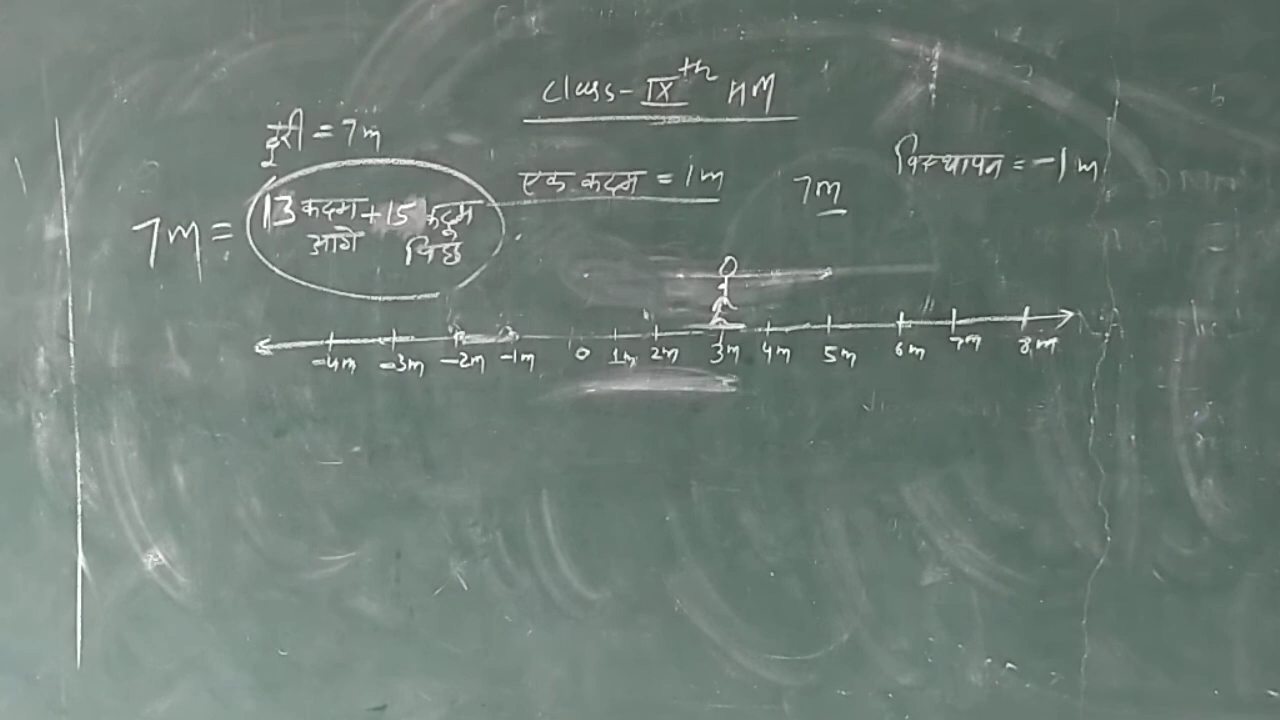 Class-IXth HM
दूरी = 7m
विस्थापन = -1m
एक कदम = 1m
7m
7m = 13 कदम + 15 कदम
आगे पिछे
-4m -3m -2m -1m 0 1m 2m 3m 4m 5m 6m 7m 8m